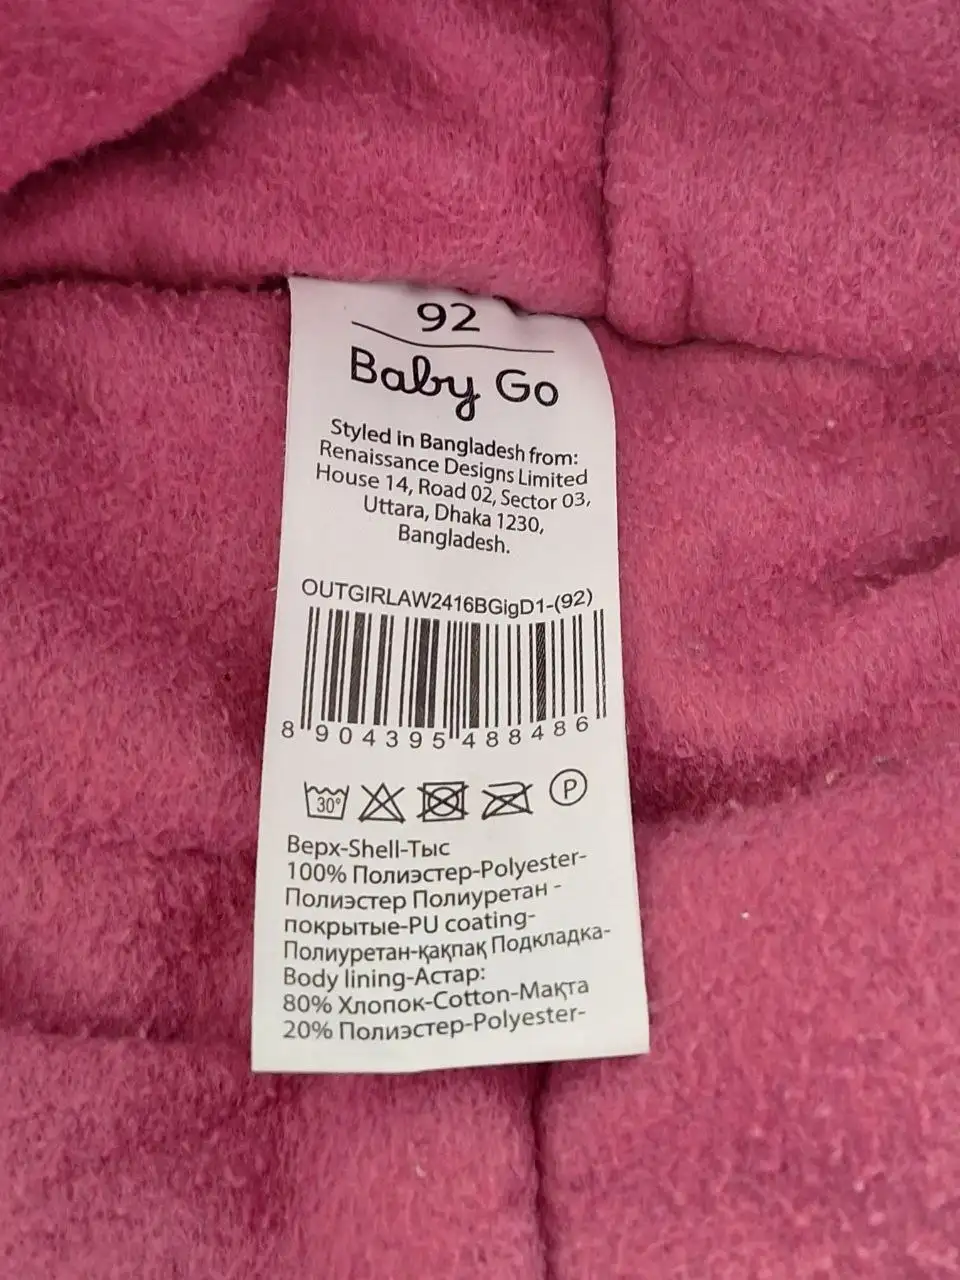 92
Baby Go
Styled in Bangladesh from:
Renaissance Designs Limited
House 14, Road 02, Sector 03,
Uttara, Dhaka 1230,
Bangladesh.
OUTGIRLAW2416BGigD1-(92)
8 904395 488486
30°
P
Верх-Shell-Тыс
100% Полиэстер-Polyester-
Полиэстер Полиуретан -
покрытые-PU coating-
Полиуретан-қақпақ Подкладка-
Body lining-Астар:
80% Хлопок-Cotton-Мақта
20% Полиэстер-Polyester-